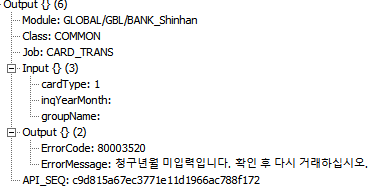 Output {} (6)
Module: GLOBAL/GBL/BANK_Shinhan
Class: COMMON
Job: CARD_TRANS
Input {} (3)
cardType: 1
inqYearMonth:
groupName:
Output {} (2)
ErrorCode: 80003520
ErrorMessage: 청구년월 미입력입니다. 확인 후 다시 거래하십시오.
API_SEQ: c9d815a67ec3771e11d1966ac788f172